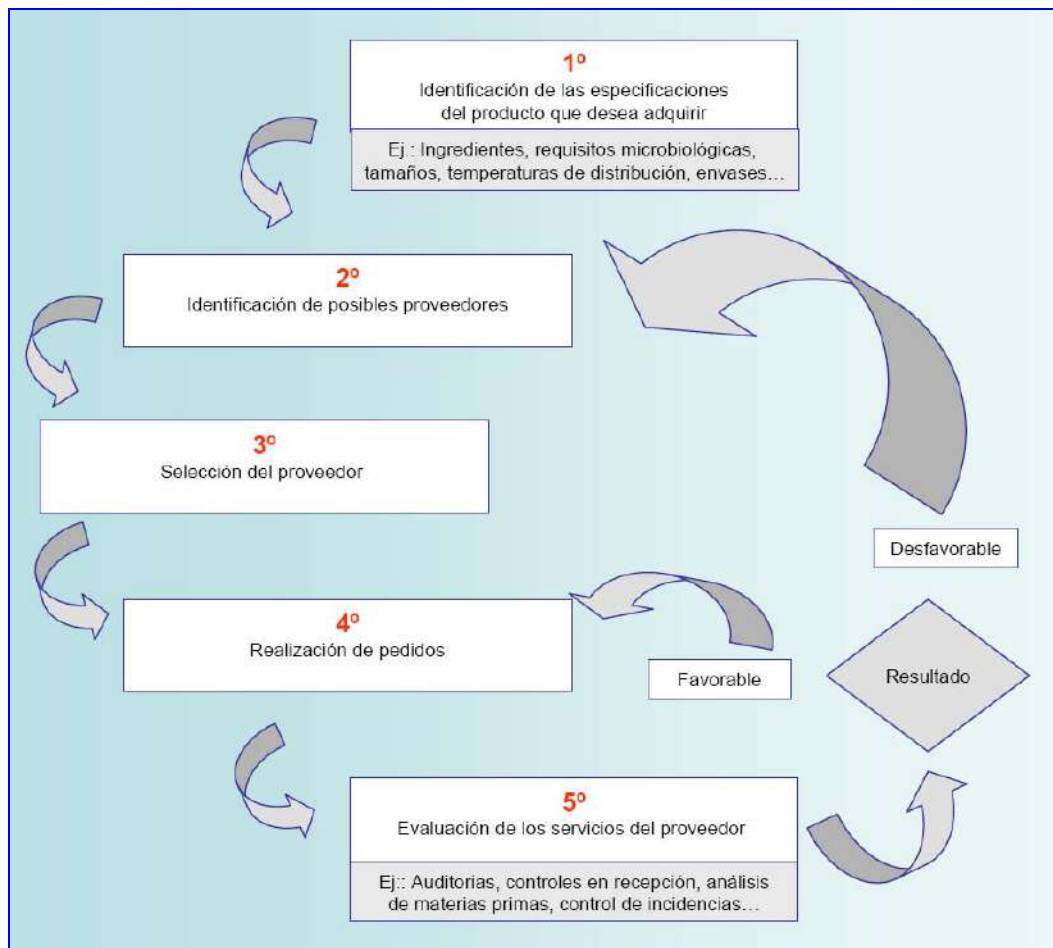 1º
Identificación de las especificaciones
del producto que desea adquirir
Ej.: Ingredientes, requisitos microbiológicas,
tamaños, temperaturas de distribución, envases…
2º
Identificación de posibles proveedores
3º
Selección del proveedor
Desfavorable
4º
Realización de pedidos
Favorable
Resultado
5º
Evaluación de los servicios del proveedor
Ej:: Auditorias, controles en recepción, análisis
de materias primas, control de incidencias…